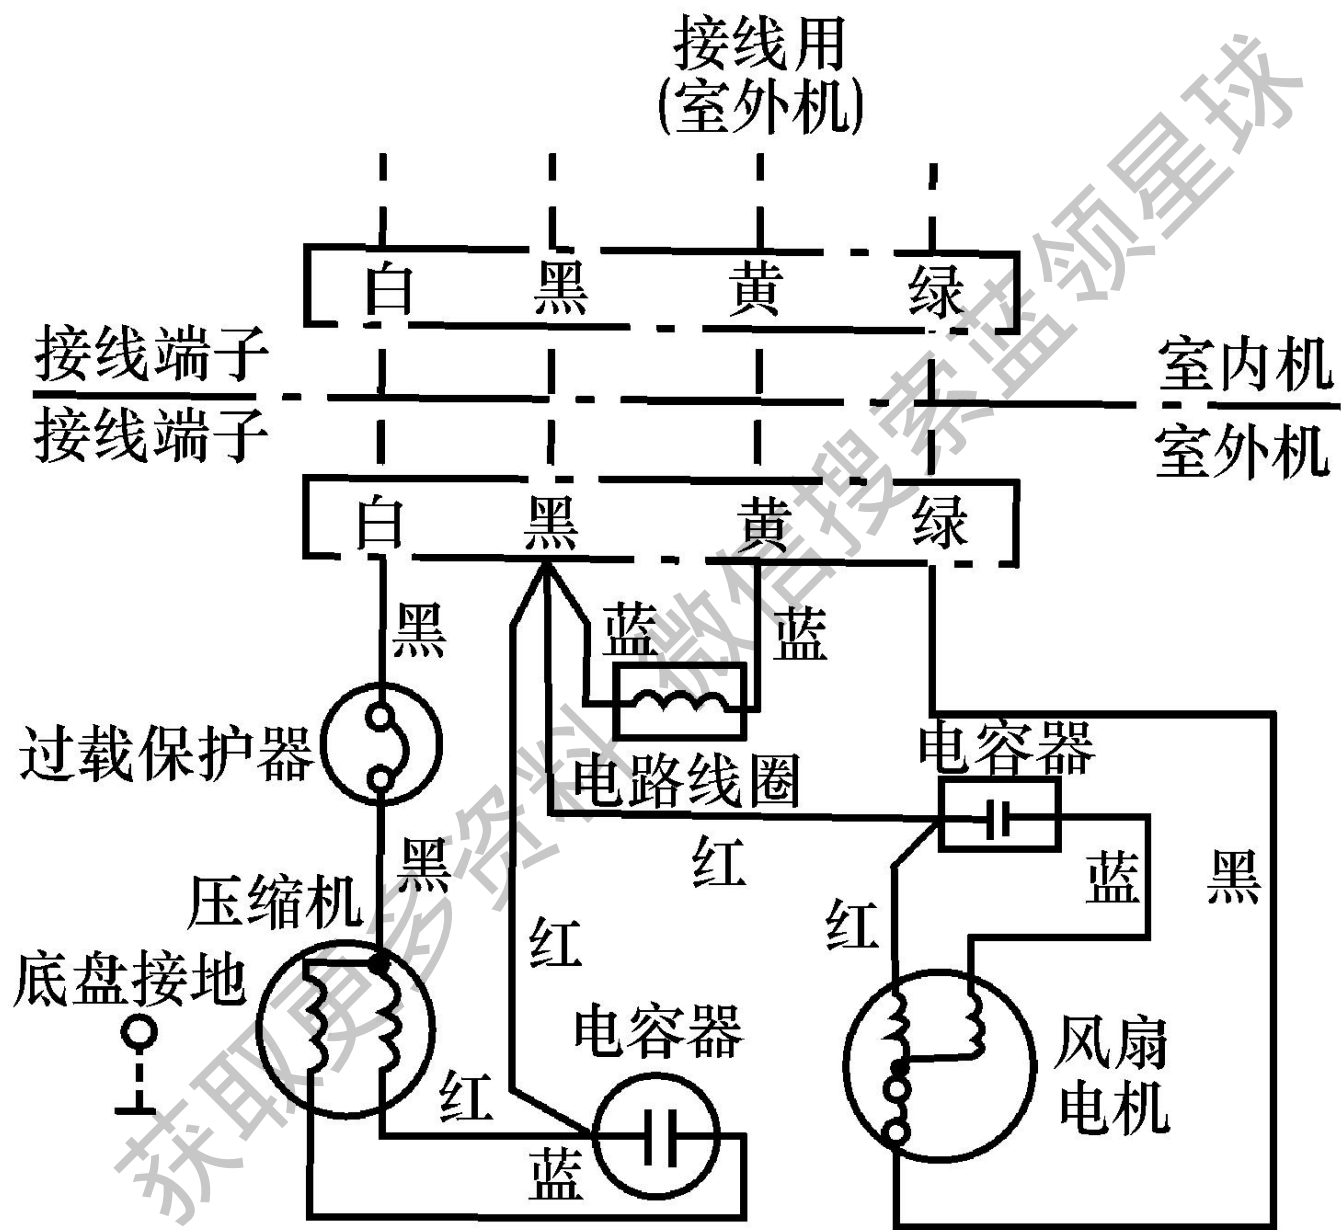 接线用
(室外机)
白 黑 黄 绿
接线端子
室内机
接线端子
室外机
白 黑 黄 绿
黑
蓝
蓝
过载保护器
电路线圈
电容器
红
黑
蓝
黑
压缩机
红
红
底盘接地
电容器
风扇
电机
红
蓝
获取更多资料 微信搜索蓝领星球